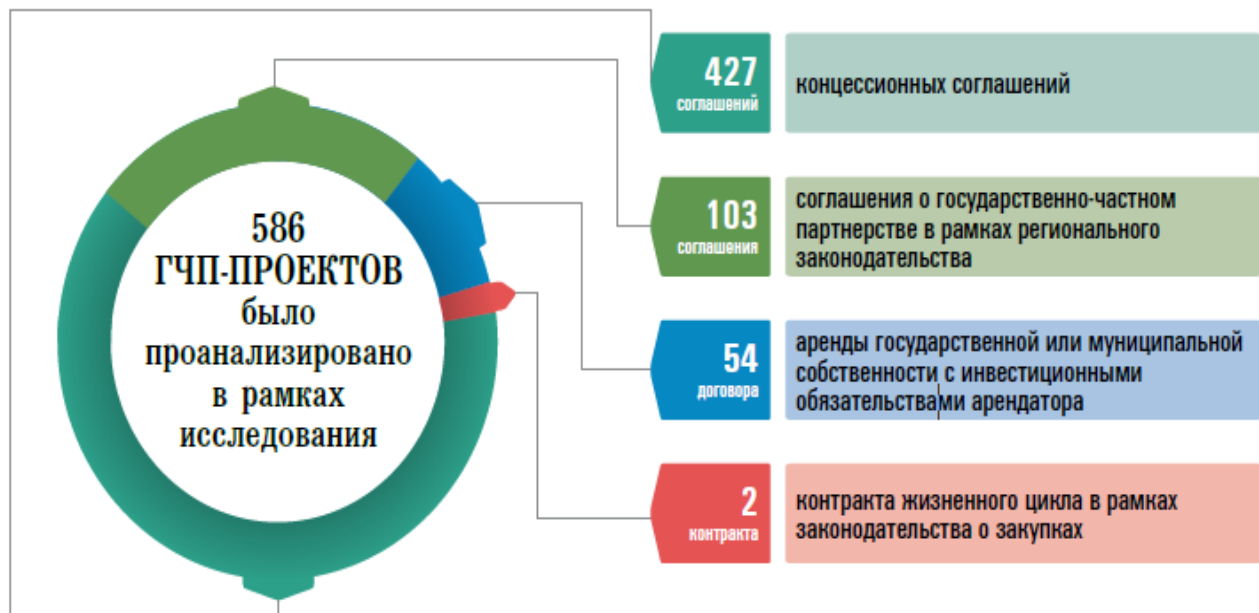 586
ГЧП-ПРОЕКТОВ
было
проанализировано
в рамках
исследования
427
соглашений
концессионных соглашений
103
соглашения
соглашения о государственно-частном
партнерстве в рамках регионального
законодательства
54
договора
аренды государственной или муниципальной
собственности с инвестиционными
обязательствами арендатора
2
контракта
контракта жизненного цикла в рамках
законодательства о закупках